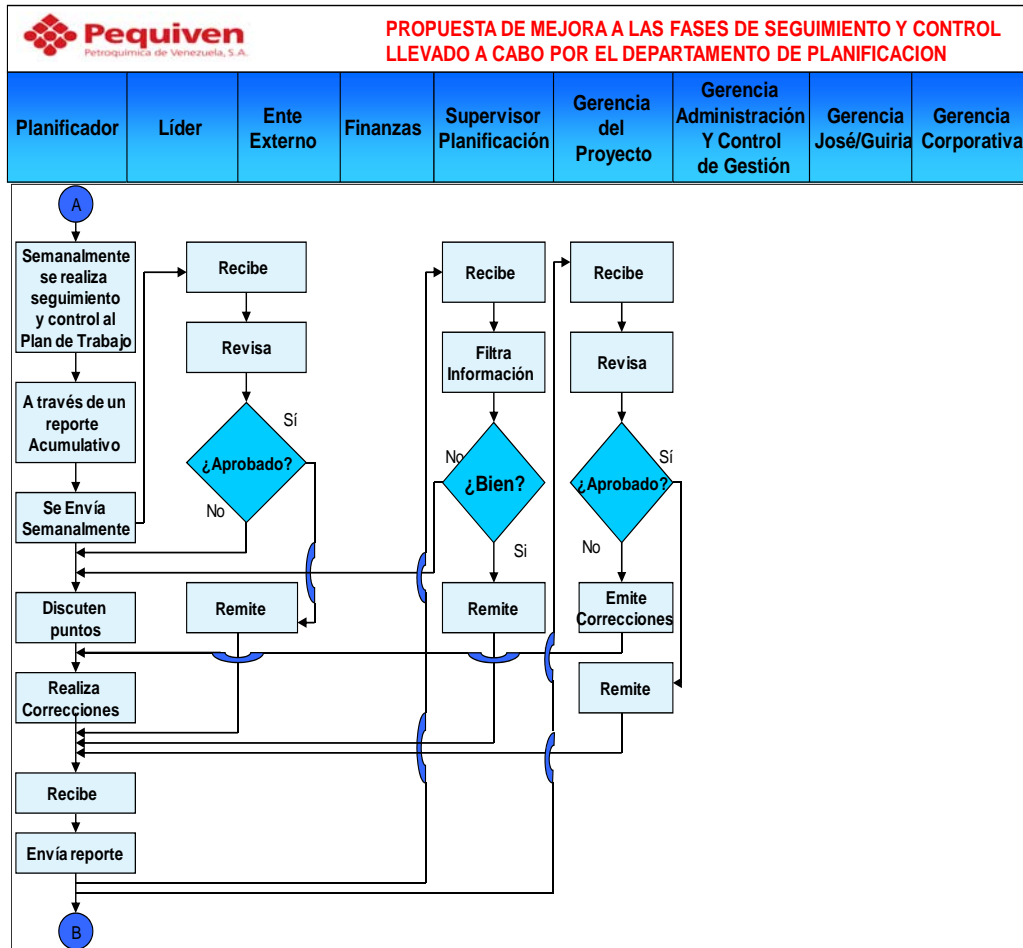 Pequiven
Petroquímica de Venezuela, S.A.
PROPUESTA DE MEJORA A LAS FASES DE SEGUIMIENTO Y CONTROL
LLEVADO A CABO POR EL DEPARTAMENTO DE PLANIFICACION
Planificador
Líder
Ente
Externo
Finanzas
Supervisor
Planificación
Gerencia
del
Proyecto
Gerencia
Administración
Y Control
de Gestión
Gerencia
José/Guiria
Gerencia
Corporativa
A
Semanalmente
se realiza
seguimiento
y control al
Plan de Trabajo
A través de un
reporte
Acumulativo
Se Envía
Semanalmente
Discuten
puntos
Realiza
Correcciones
Recibe
Envía reporte
B
Recibe
Revisa
Sí
¿Aprobado?
No
Remite
Recibe
Filtra
Información
No
¿Bien?
Si
Remite
Recibe
Revisa
Sí
¿Aprobado?
No
Emite
Correcciones
Remite